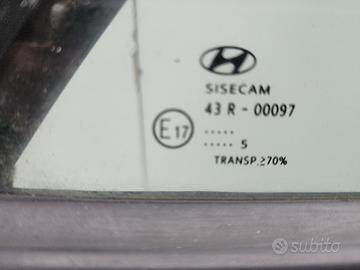 SISECAM
43 R - 00097
E17
.....
..... 5
TRANSP.≥70%
subito